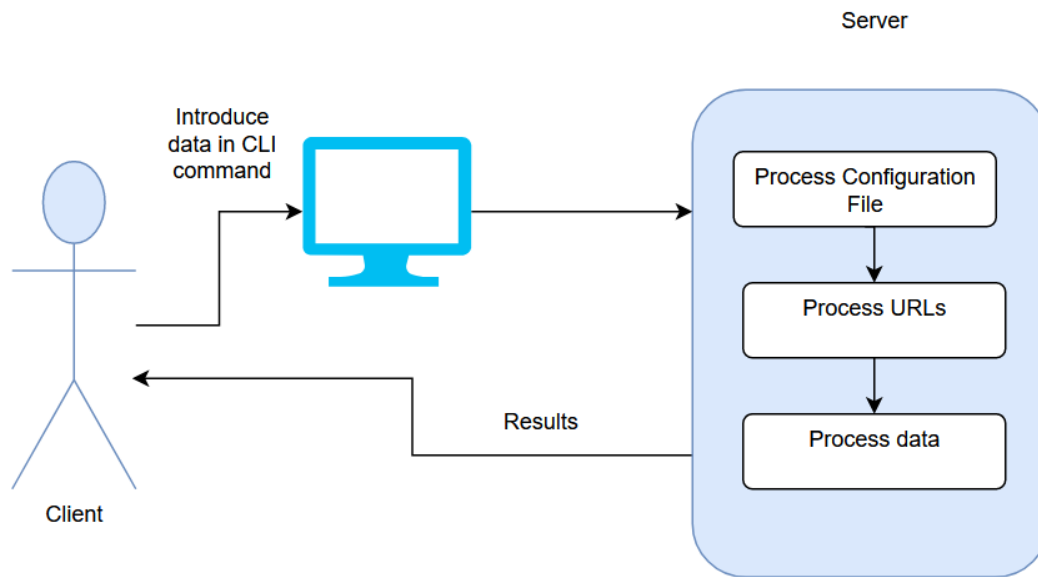 Server
Introduce
data in CLI
command
Process Configuration
File
Process URLs
Process data
Results
Client